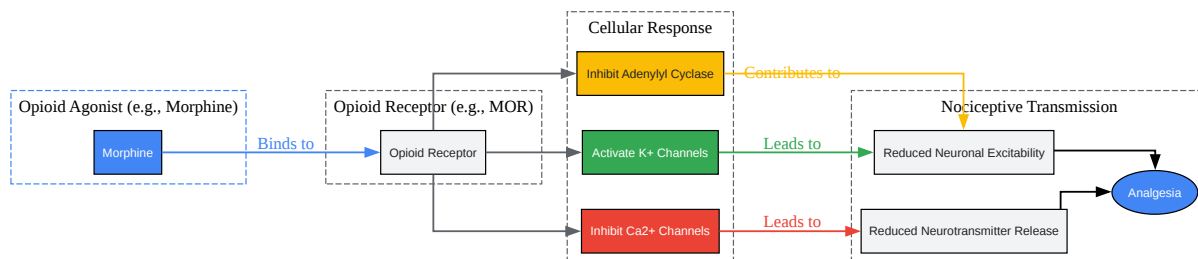 Cellular Response
Inhibit Adenylyl Cyclase
Contributes to
Opioid Agonist (e.g., Morphine)
Opioid Receptor (e.g., MOR)
Nociceptive Transmission
Morphine
Binds to
Opioid Receptor
Activate K+ Channels
Leads to
Reduced Neuronal Excitability
Analgesia
Inhibit Ca2+ Channels
Leads to
Reduced Neurotransmitter Release